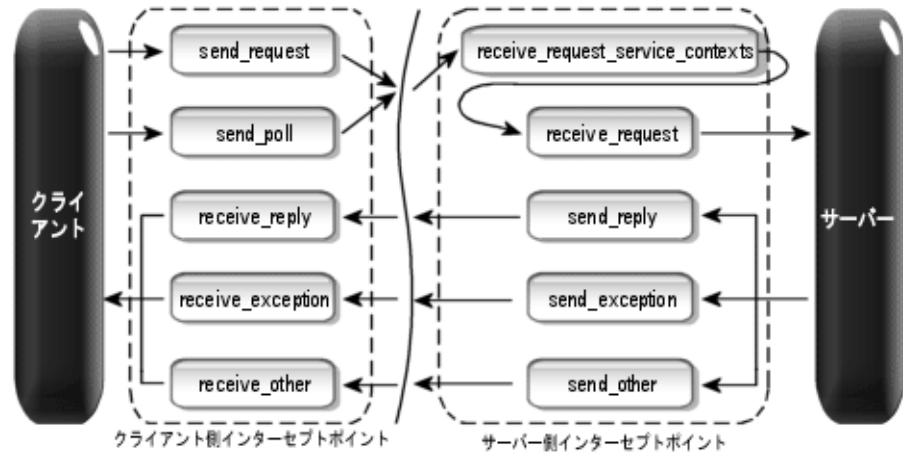 クライ
アント
send_request
send_poll
receive_reply
receive_exception
receive_other
クライアント側インターセプトポイント
receive_request_service_contexts
receive_request
send_reply
send_exception
send_other
サーバー側インターセプトポイント
サーバー